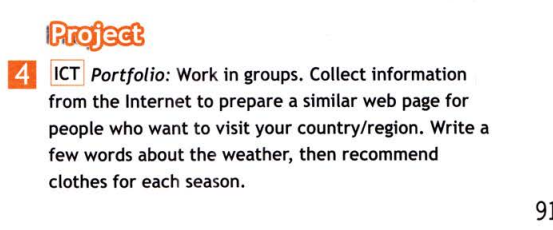 Project
4 ICT Portfolio: Work in groups. Collect information
from the Internet to prepare a similar web page for
people who want to visit your country/region. Write a
few words about the weather, then recommend
clothes for each season.
91